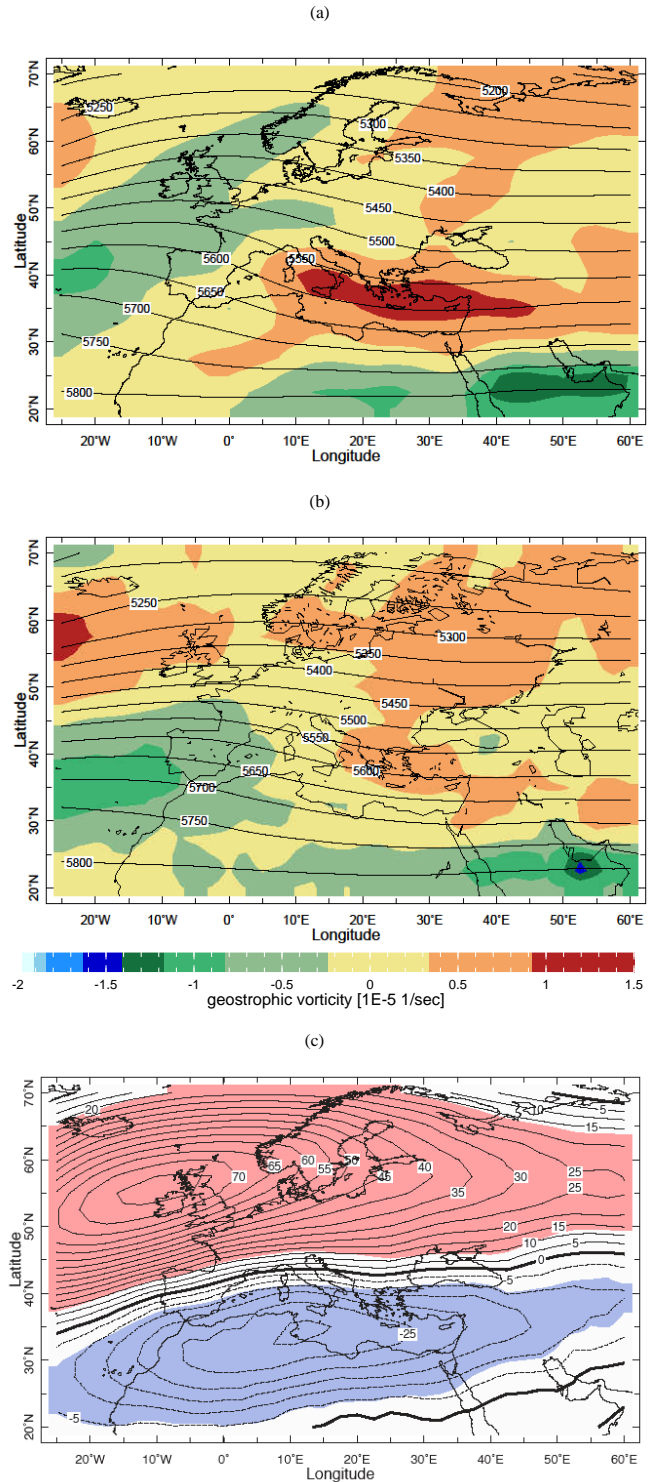 (a)
70°N
60°N
50°N
40°N
30°N
20°N
Latitude
5250
5200
5300
5350
5400
5450
5500
5600
5550
5650
5700
5750
5800
20°W
10°W
0°
10°E
20°E
30°E
40°E
50°E
60°E
Longitude
(b)
70°N
60°N
50°N
40°N
30°N
20°N
Latitude
5250
5300
5350
5400
5450
5500
5550
5650
5600
5700
5750
5800
20°W
10°W
0°
10°E
20°E
30°E
40°E
50°E
60°E
Longitude
-2
-1.5
-1
-0.5
0
0.5
1
1.5
geostrophic vorticity [1E-5 1/sec]
(c)
70°N
60°N
50°N
40°N
30°N
20°N
Latitude
20
10
5
15
60
50
65
55
45
40
70
35
30
25
25
20
15
10
5
0
-5
-25
-5
20°W
10°W
0°
10°E
20°E
30°E
40°E
50°E
60°E
Longitude